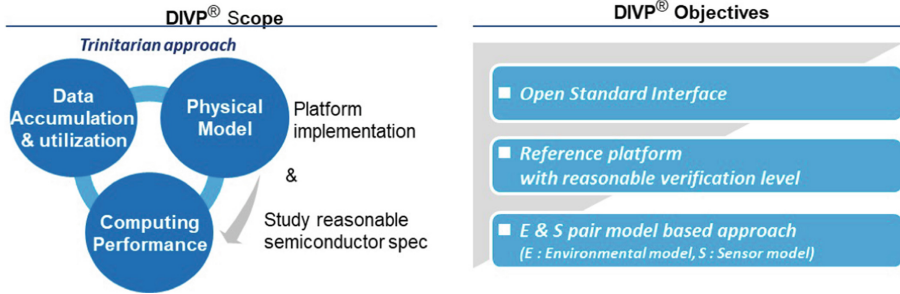 DIVP® Scope
Trinitarian approach
Data
Accumulation
& utilization
Physical
Model
Computing
Performance
Platform
implementation
&
Study reasonable
semiconductor spec
DIVP® Objectives
Open Standard Interface
Reference platform
with reasonable verification level
E & S pair model based approach
(E : Environmental model, S : Sensor model)